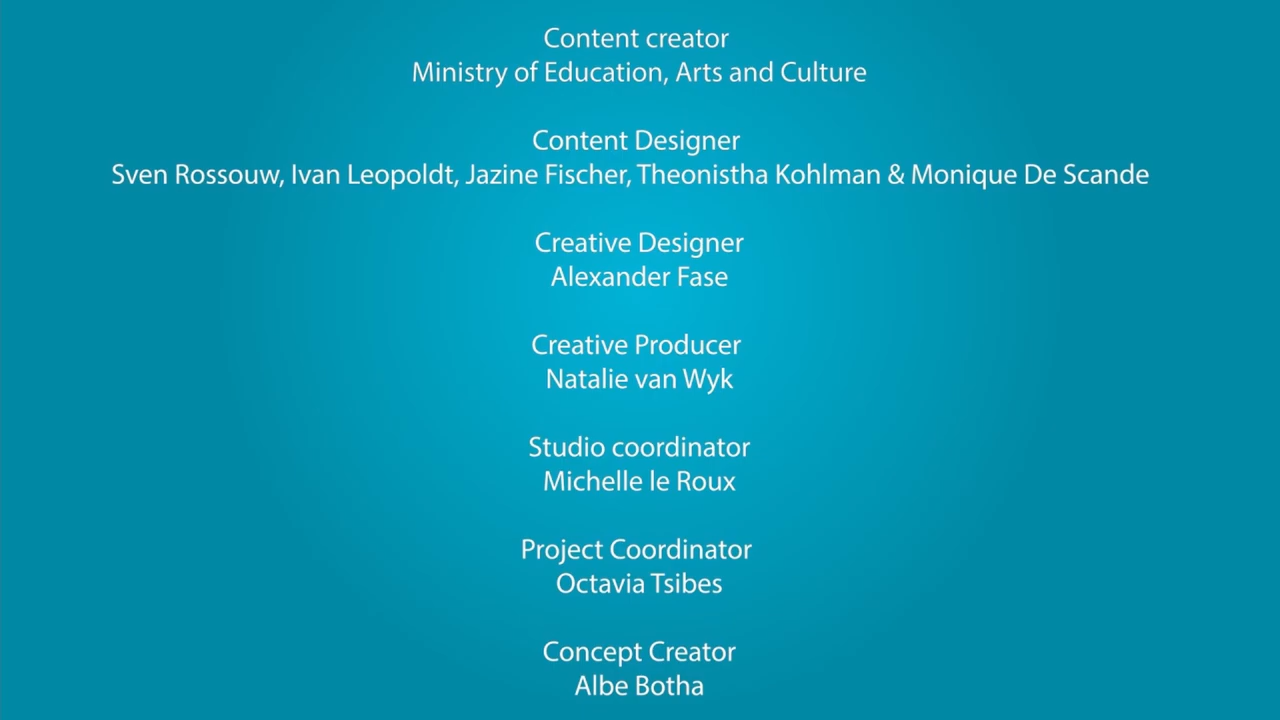 Content creator
Ministry of Education, Arts and Culture
Content Designer
Sven Rossouw, Ivan Leopoldt, Jazine Fischer, Theonistha Kohlman & Monique De Scande
Creative Designer
Alexander Fase
Creative Producer
Natalie van Wyk
Studio coordinator
Michelle le Roux
Project Coordinator
Octavia Tsibes
Concept Creator
Albe Botha